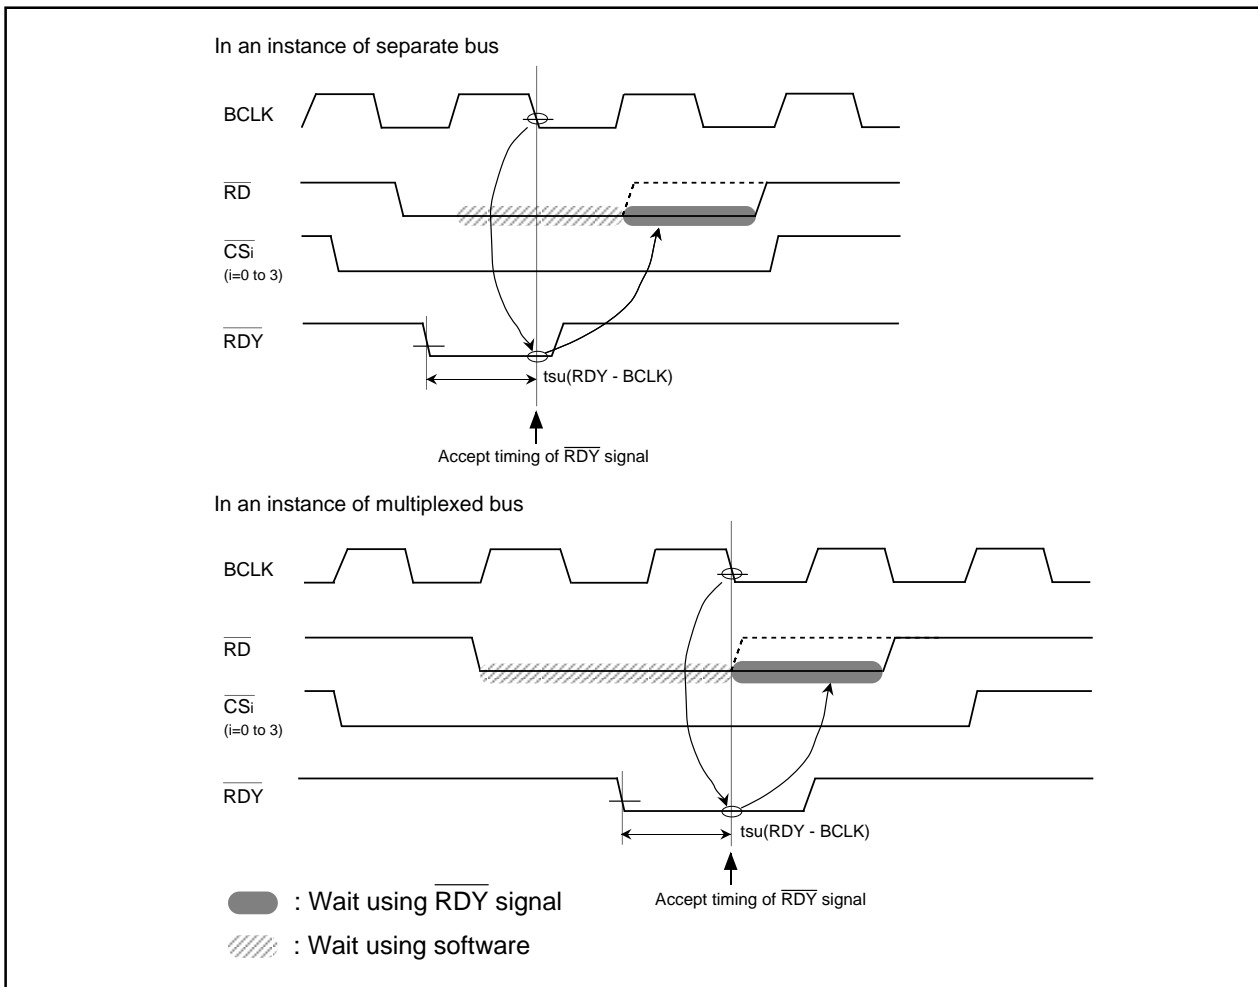 In an instance of separate bus
BCLK
RD
CSi
(i=0 to 3)
RDY
tsu(RDY - BCLK)
Accept timing of RDY signal
In an instance of multiplexed bus
BCLK
RD
CSi
(i=0 to 3)
RDY
tsu(RDY - BCLK)
Accept timing of RDY signal
: Wait using RDY signal
: Wait using software